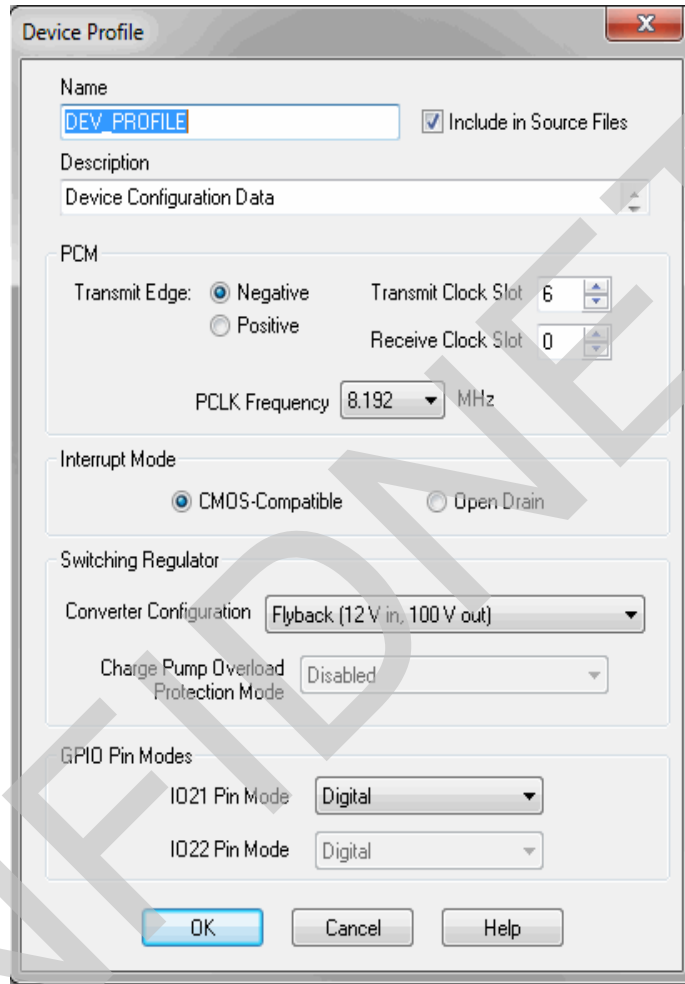 Device Profile
Name
DEV_PROFILE
Include in Source Files
Description
Device Configuration Data
PCM
Transmit Edge: Negative Transmit Clock Slot 6
Positive
Receive Clock Slot 0
PCLK Frequency 8.192 MHz
Interrupt Mode
CMOS-Compatible Open Drain
Switching Regulator
Converter Configuration Flyback (12 V in, 100 V out)
Charge Pump Overload
Protection Mode
Disabled
GPIO Pin Modes
IO21 Pin Mode Digital
IO22 Pin Mode Digital
OK Cancel Help